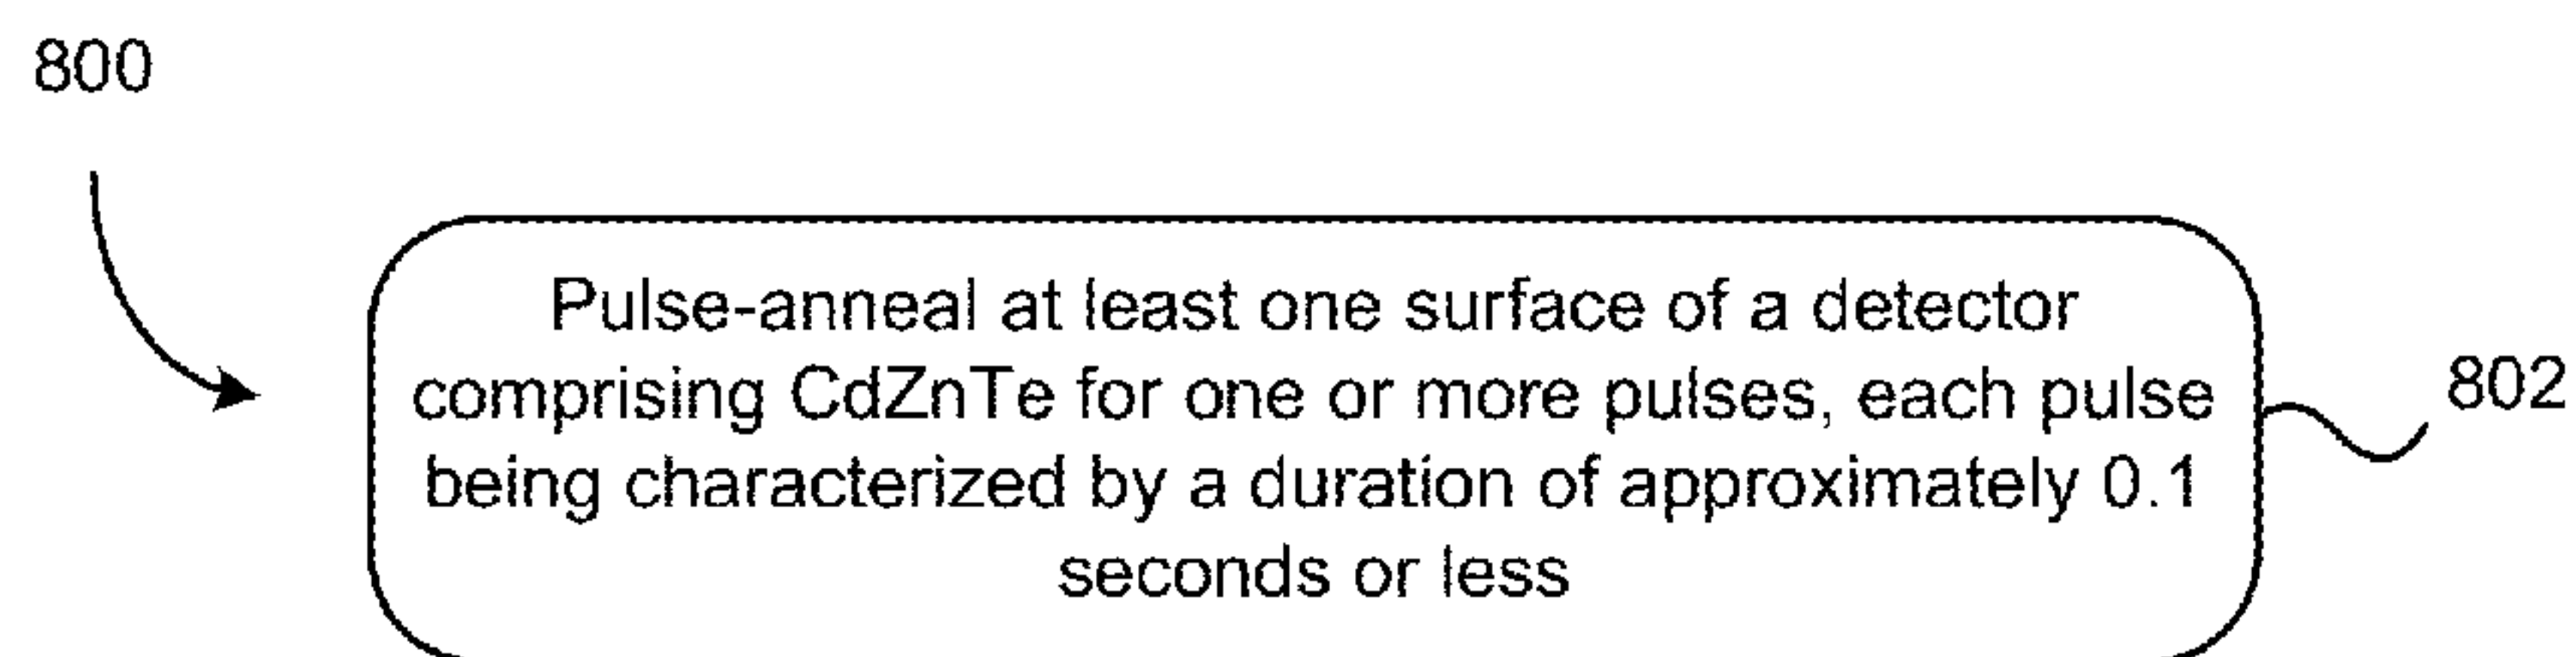 800
Pulse-anneal at least one surface of a detector
comprising CdZnTe for one or more pulses, each pulse
being characterized by a duration of approximately 0.1
seconds or less
802